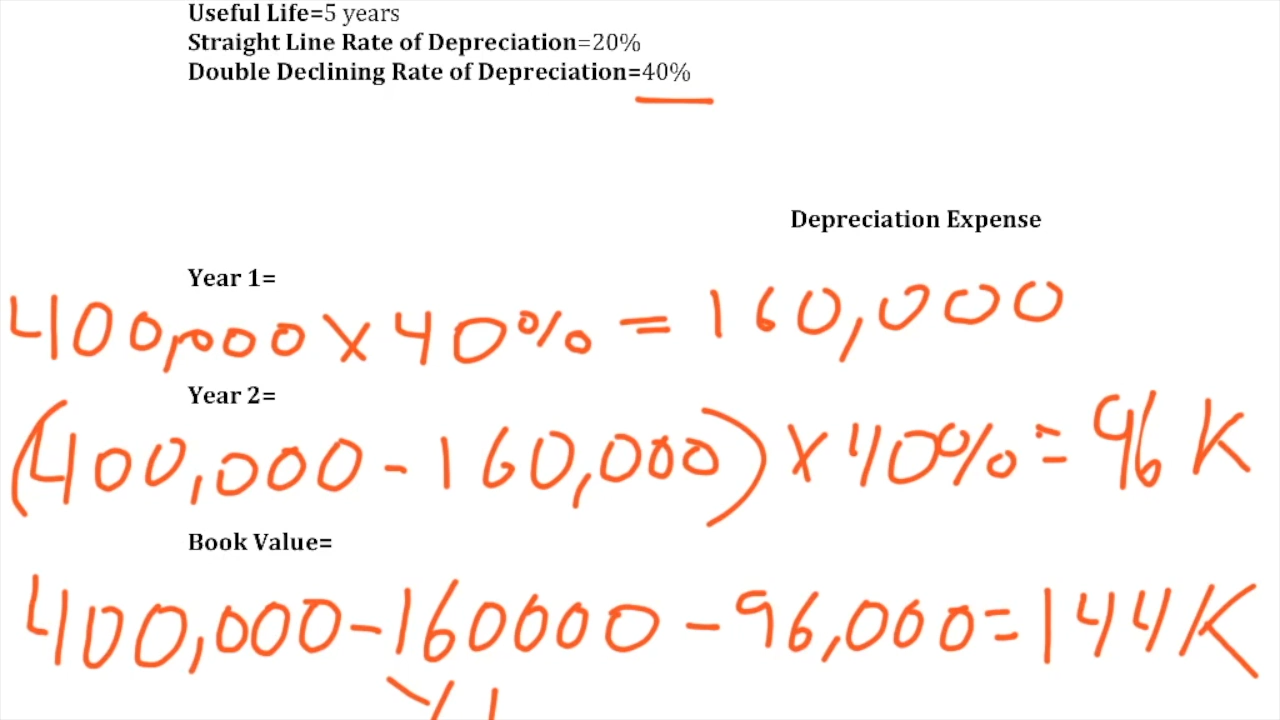 Useful Life=5 years
Straight Line Rate of Depreciation=20%
Double Declining Rate of Depreciation=40%
Depreciation Expense
Year 1=
400,000 X 40% = 160,000
Year 2=
(400,000 - 160,000) X 40% = 96 K
Book Value=
400,000 - 160000 - 96,000 = 144K